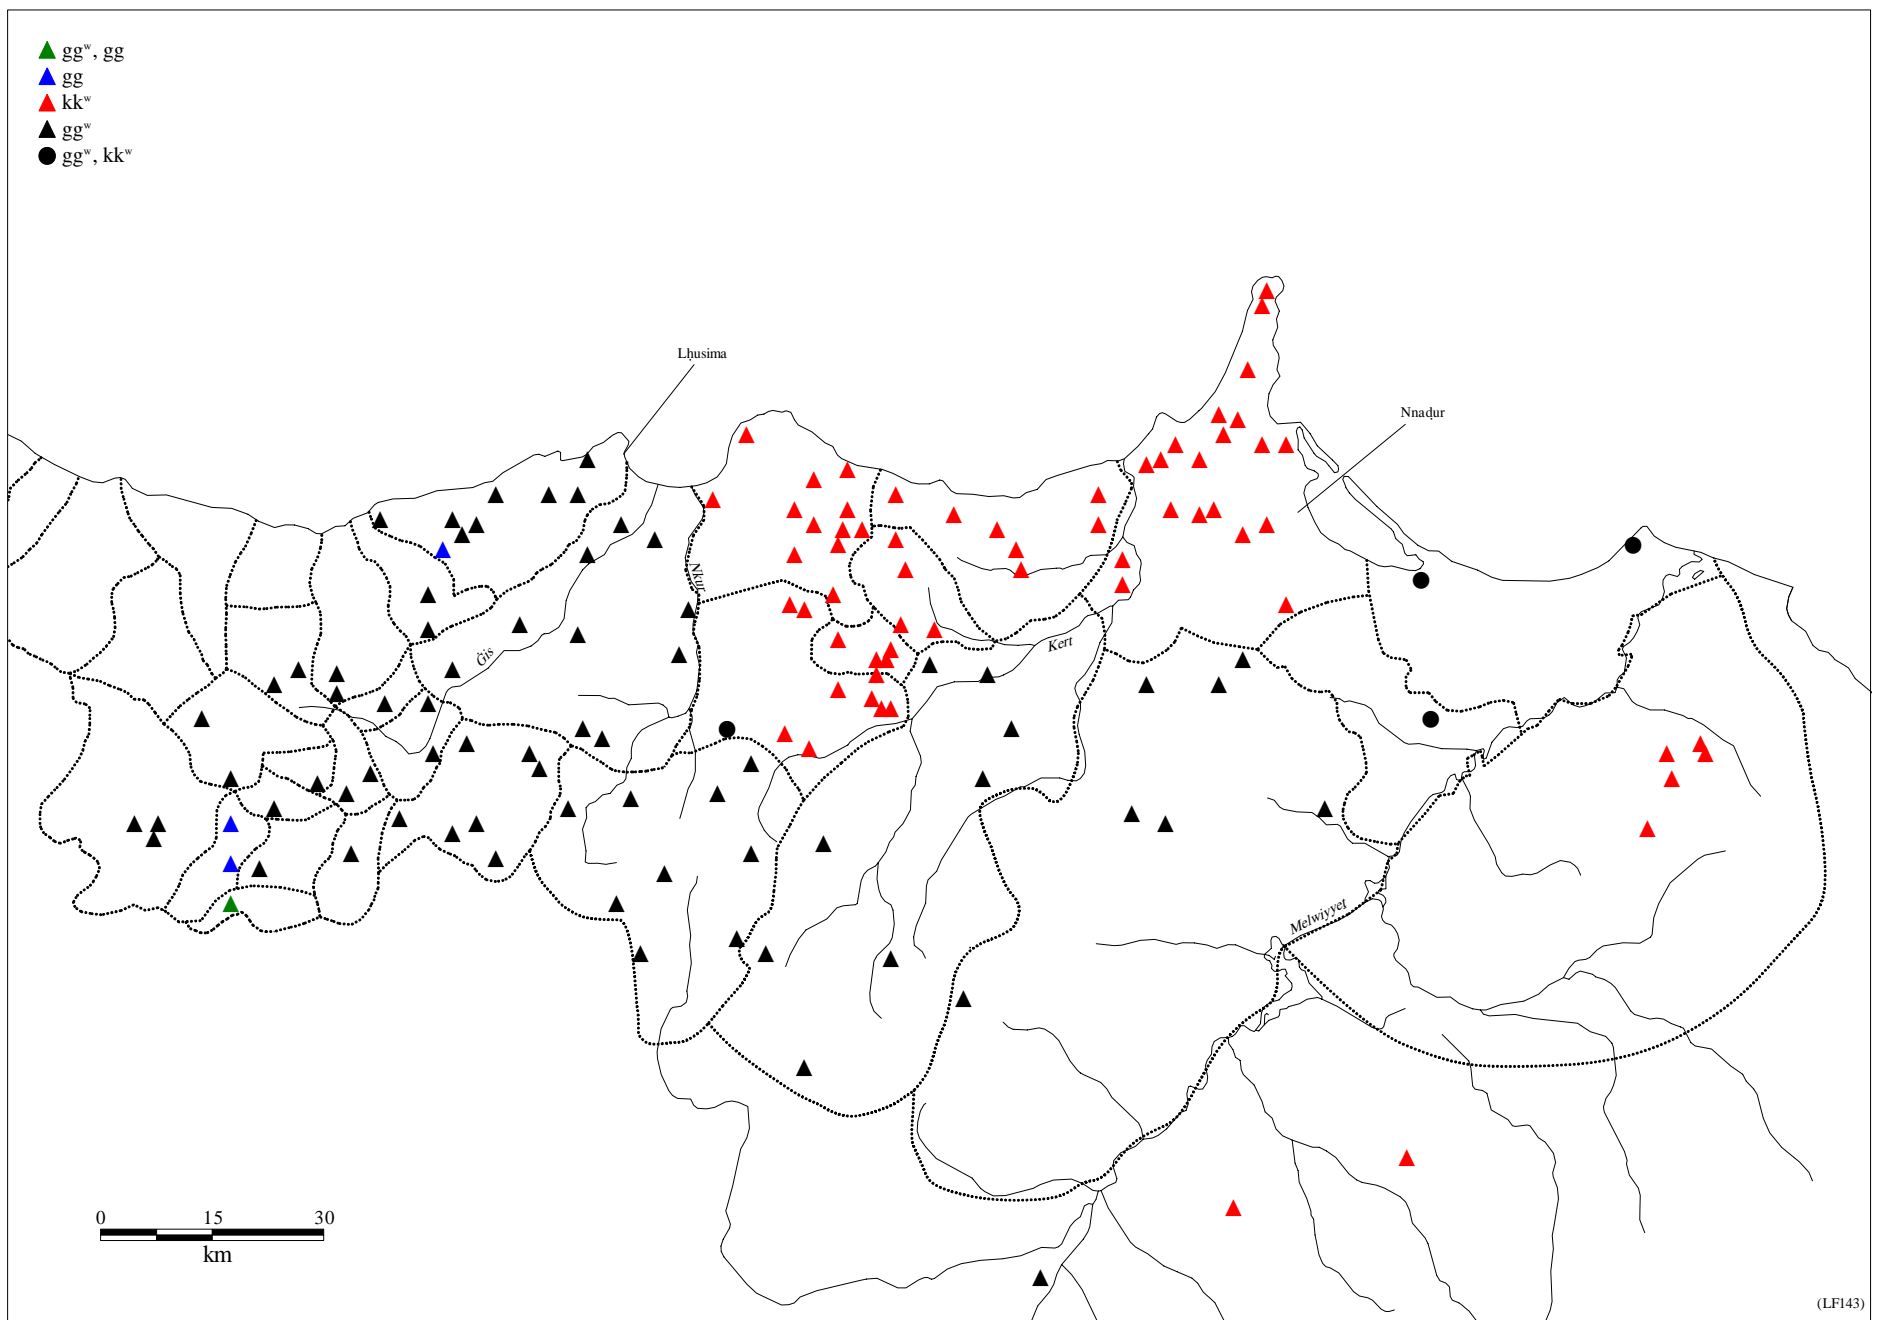 ggʷ, gg
gg
kkʷ
ggʷ
ggʷ, kkʷ
Lḥusima
Nnaḍur
Nkur
Ġis
Kert
Melwiyyet
0 15 30
km
(LF143)